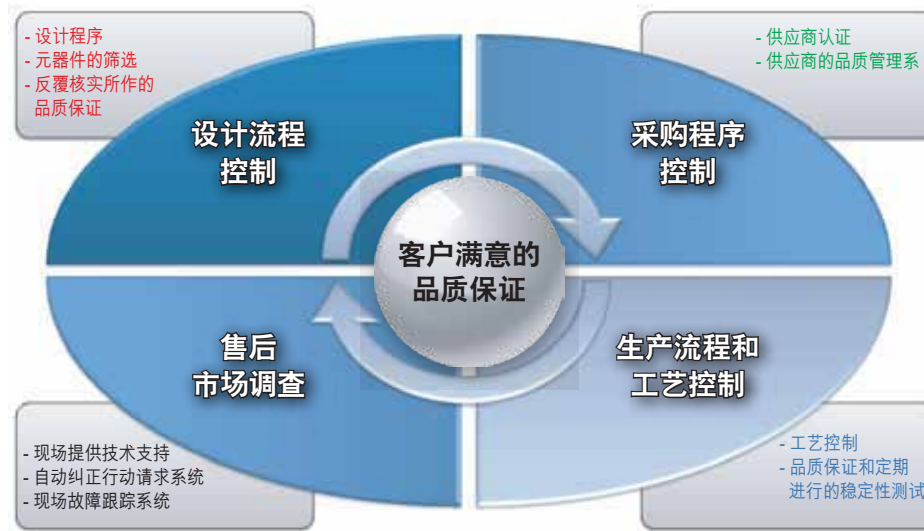 - 设计程序
- 元器件的筛选
- 反覆核实所作的
品质保证
- 供应商认证
- 供应商的品质管理系
设计流程
控制
采购程序
控制
客户满意的
品质保证
售后
市场调查
生产流程和
工艺控制
- 现场提供技术支持
- 自动纠正行动请求系统
- 现场故障跟踪系统
- 工艺控制
- 品质保证和定期
进行的稳定性测试